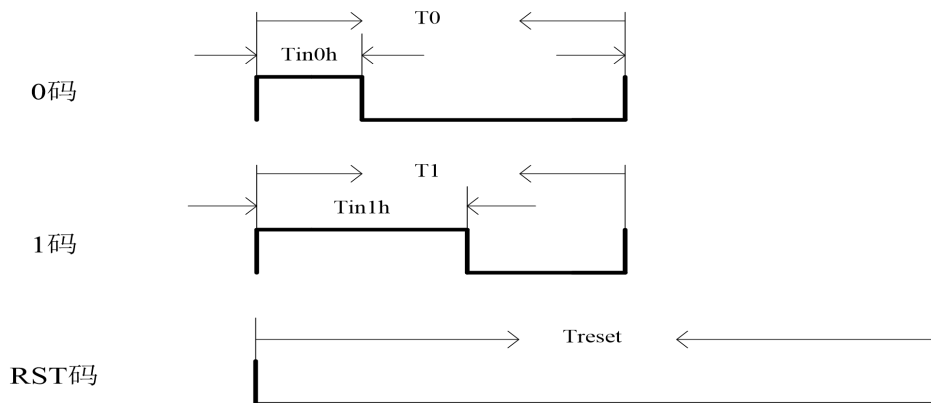 T0
Tin0h
0码
T1
Tin1h
1码
Treset
RST码